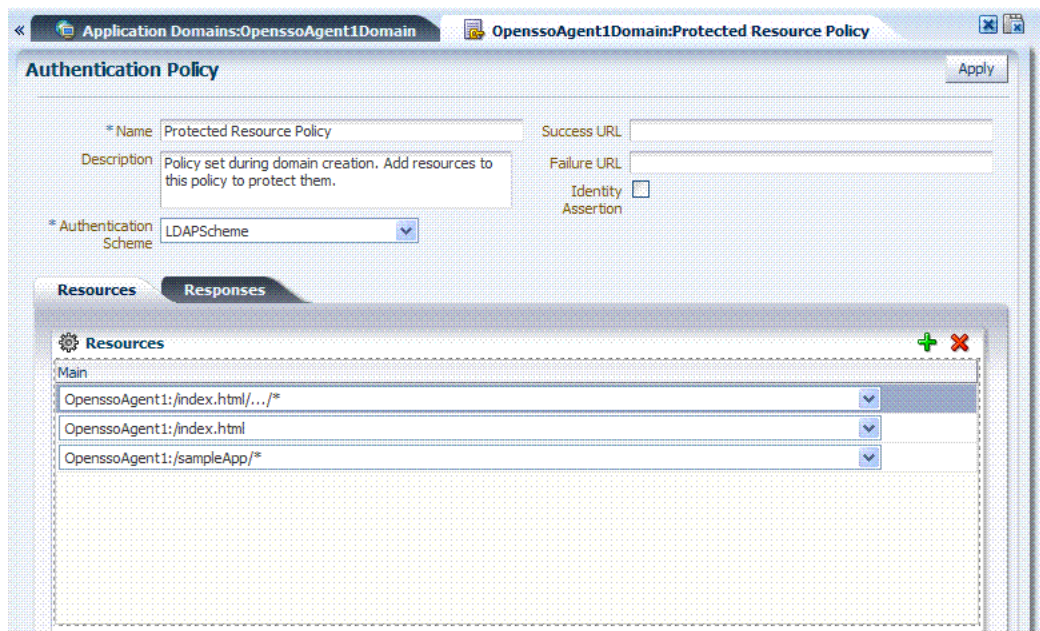 « Application Domains:OpenssoAgent1Domain OpenssoAgent1Domain:Protected Resource Policy
Authentication Policy Apply
* Name Protected Resource Policy Success URL
Description Policy set during domain creation. Add resources to this policy to protect them. Failure URL
Identity Assertion
* Authentication Scheme LDAPScheme
Resources Responses
Resources
Main
OpenssoAgent1:/index.html/.../*
OpenssoAgent1:/index.html
OpenssoAgent1:/sampleApp/*